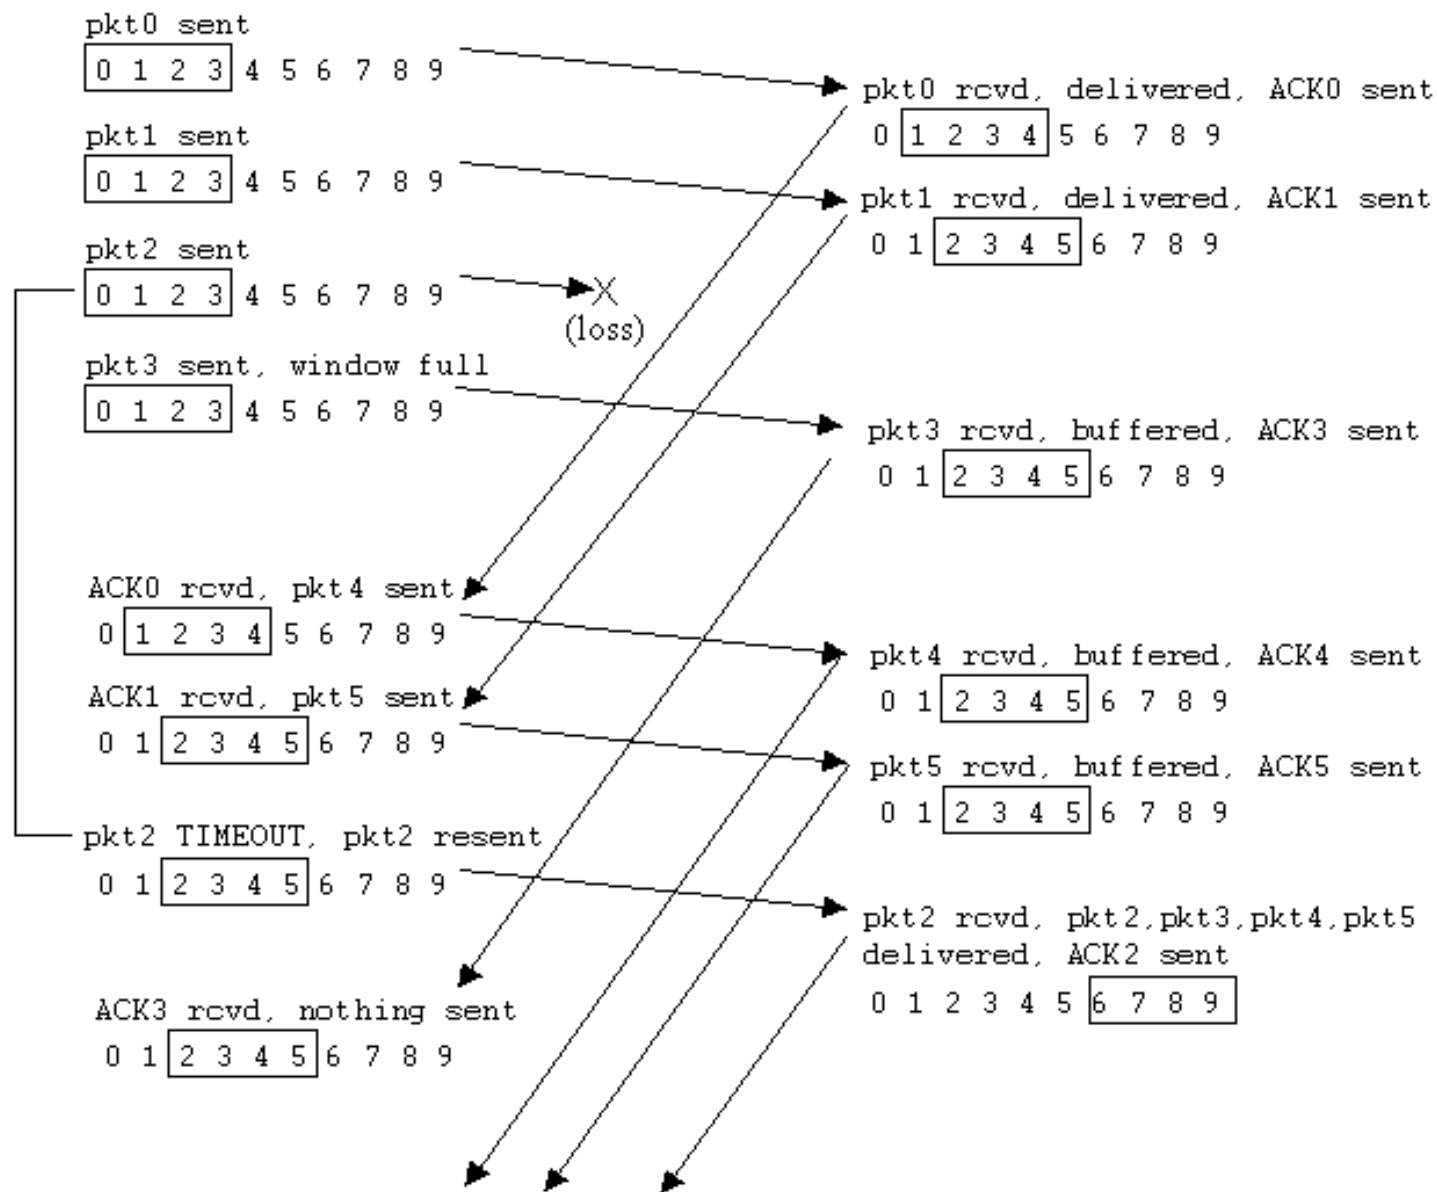 pkt0 sent
0 1 2 3 4 5 6 7 8 9
pkt1 sent
0 1 2 3 4 5 6 7 8 9
pkt2 sent
0 1 2 3 4 5 6 7 8 9
X
(loss)
pkt3 sent, window full
0 1 2 3 4 5 6 7 8 9
ACK0 rcvd, pkt4 sent
0 1 2 3 4 5 6 7 8 9
ACK1 rcvd, pkt5 sent
0 1 2 3 4 5 6 7 8 9
pkt2 TIMEOUT, pkt2 resent
0 1 2 3 4 5 6 7 8 9
ACK3 rcvd, nothing sent
0 1 2 3 4 5 6 7 8 9
pkt0 rcvd, delivered, ACK0 sent
0 1 2 3 4 5 6 7 8 9
pkt1 rcvd, delivered, ACK1 sent
0 1 2 3 4 5 6 7 8 9
pkt3 rcvd, buffered, ACK3 sent
0 1 2 3 4 5 6 7 8 9
pkt4 rcvd, buffered, ACK4 sent
0 1 2 3 4 5 6 7 8 9
pkt5 rcvd, buffered, ACK5 sent
0 1 2 3 4 5 6 7 8 9
pkt2 rcvd, pkt2,pkt3,pkt4,pkt5
delivered, ACK2 sent
0 1 2 3 4 5 6 7 8 9